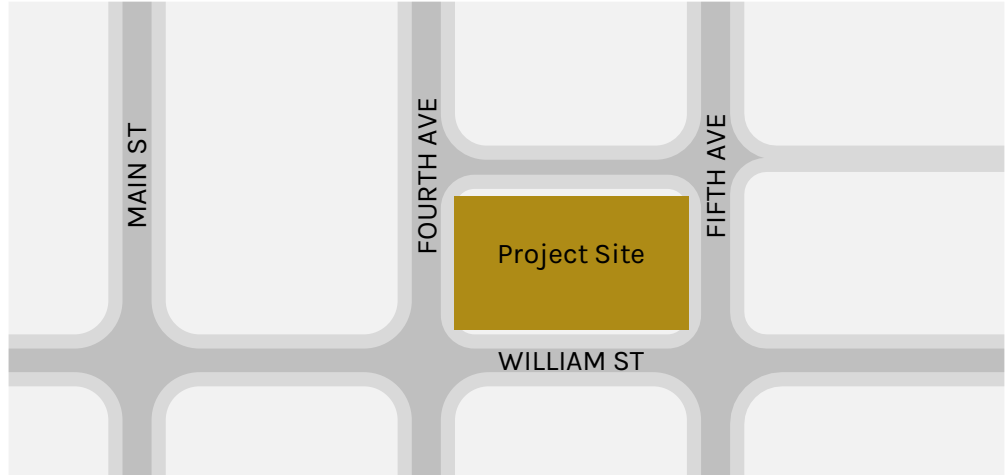 MAIN ST
FOURTH AVE
FIFTH AVE
Project Site
WILLIAM ST